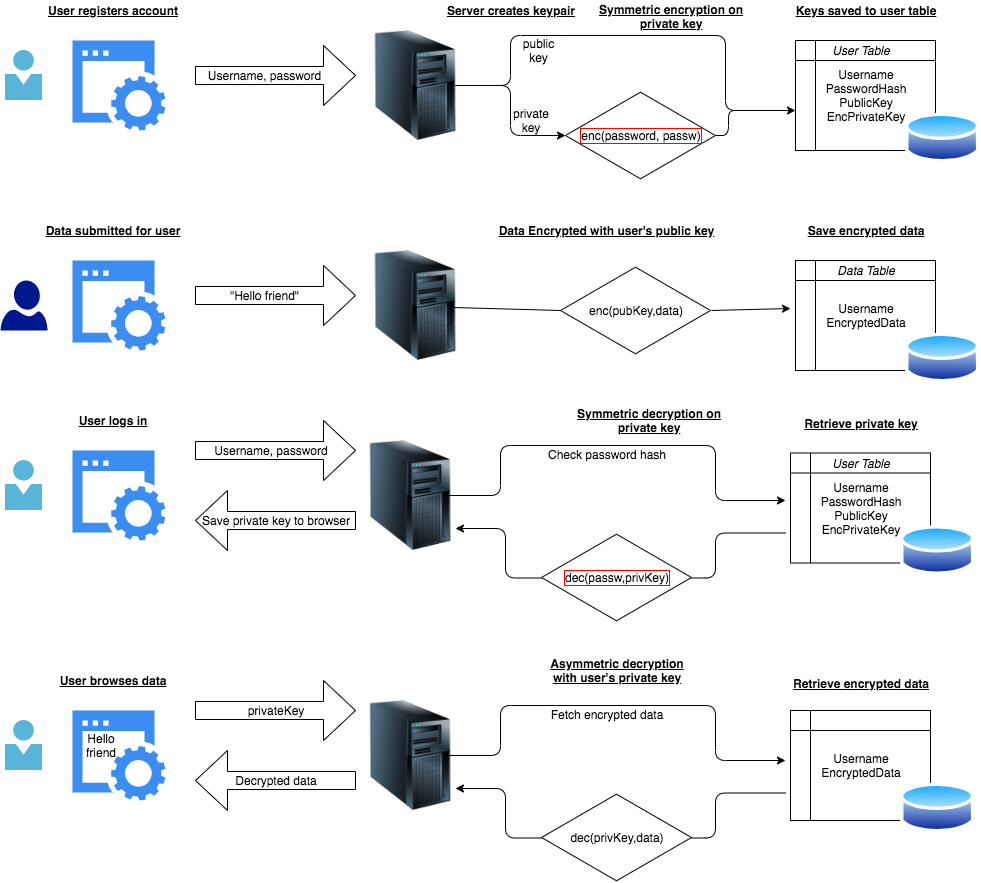 User registers account
Server creates keypair
Symmetric encryption on
private key
Keys saved to user table
Username, password
public
key
private
key
enc(password, passw)
User Table
Username
PasswordHash
PublicKey
EncPrivateKey
Data submitted for user
Data Encrypted with user's public key
Save encrypted data
"Hello friend"
enc(pubKey,data)
Data Table
Username
EncryptedData
User logs in
Symmetric decryption on
private key
Retrieve private key
Username, password
Check password hash
Save private key to browser
dec(passw,privKey)
User Table
Username
PasswordHash
PublicKey
EncPrivateKey
User browses data
Asymmetric decryption
with user's private key
Retrieve encrypted data
Hello
friend
privateKey
Fetch encrypted data
Decrypted data
dec(privKey,data)
Username
EncryptedData